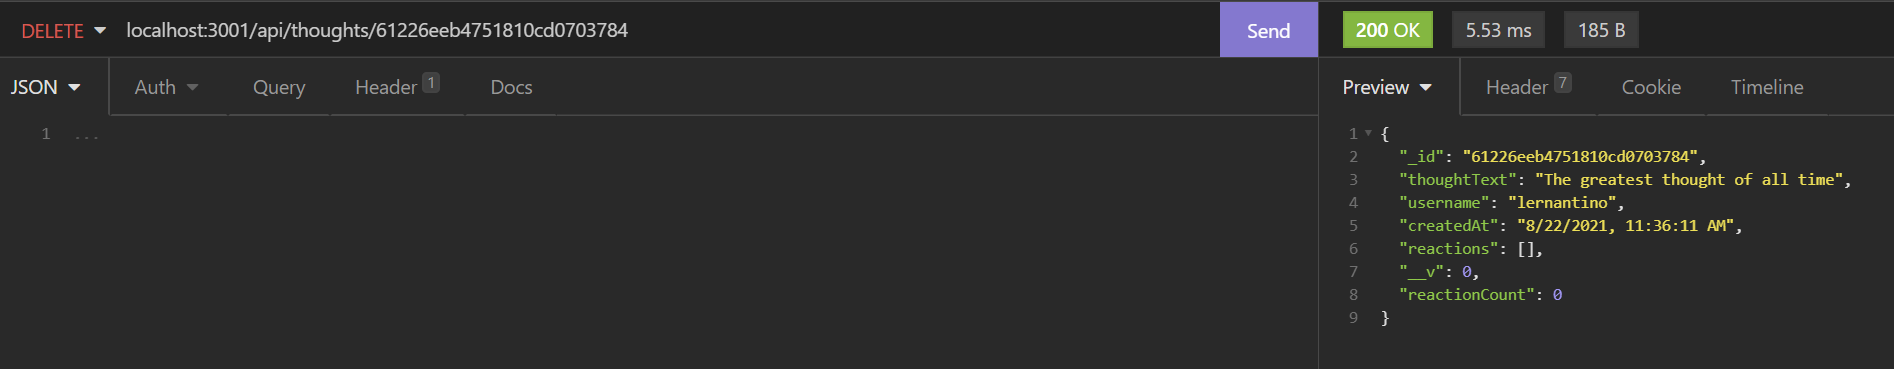 DELETE localhost:3001/api/thoughts/61226eeb4751810cd0703784 Send 200 OK 5.53 ms 185 B
JSON Auth Query Header 1 Docs Preview Header 7 Cookie Timeline
1 ...
1 {
2 "_id": "61226eeb4751810cd0703784",
3 "thoughtText": "The greatest thought of all time",
4 "username": "lernantino",
5 "createdAt": "8/22/2021, 11:36:11 AM",
6 "reactions": [],
7 "__v": 0,
8 "reactionCount": 0
9 }